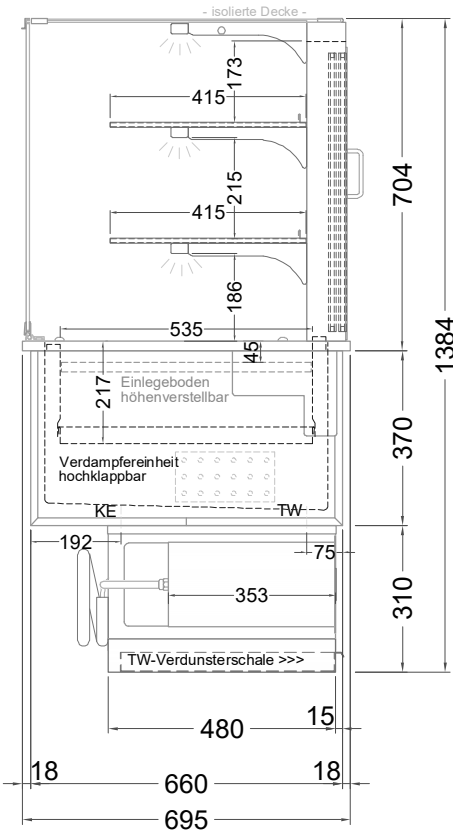 - isolierte Decke -
173
415
704
215
415
1384
186
535
45
217
Einlegeboden
höhenverstellbar
370
Verdampfereinheit
hochklappbar
KE
TW
192
75
353
310
TW-Verdunsterschale >>>
480
15
18
660
18
695